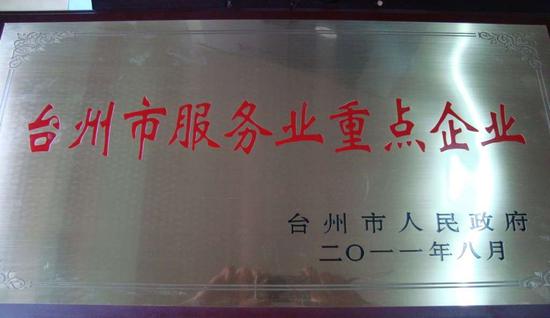 台州市服务业重点企业
台州市人民政府
二〇一一年八月